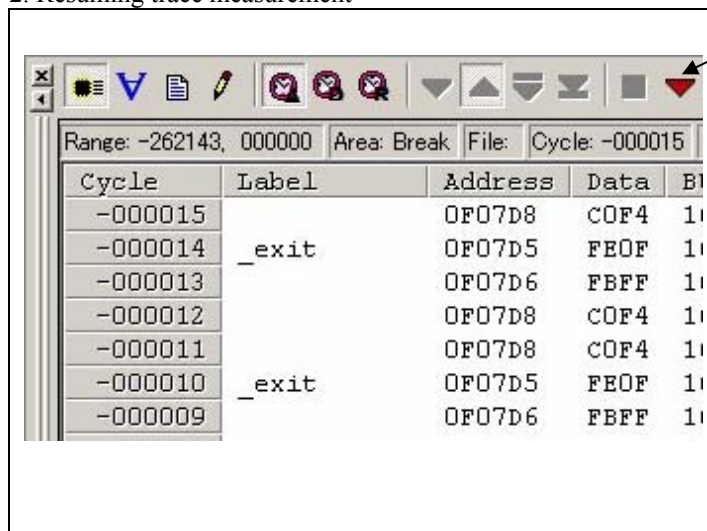 2. Resuming trace measurement
Range: -262143, 000000 Area: Break File: Cycle: -000015
Cycle Label Address Data
-000015 0F07D8 C0F4
-000014 _exit 0F07D5 FE0F
-000013 0F07D6 FBFF
-000012 0F07D8 C0F4
-000011 0F07D8 C0F4
-000010 _exit 0F07D5 FE0F
-000009 0F07D6 FBFF